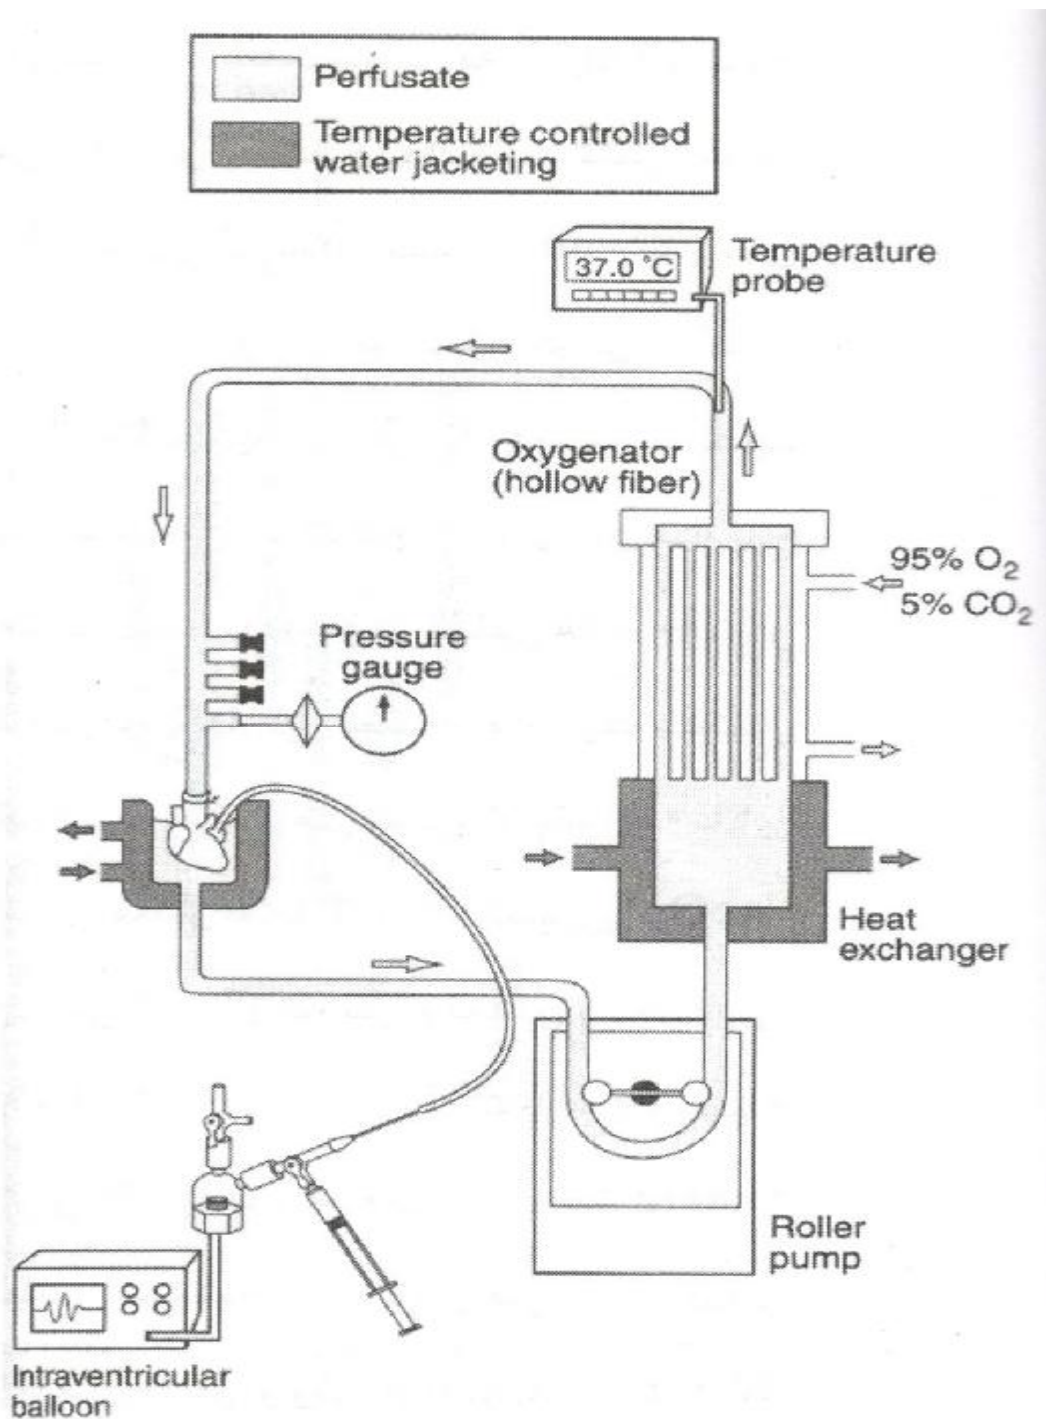 Perfusate
Temperature controlled
water jacketing
37.0 °C
Temperature
probe
Oxygenator
(hollow fiber)
95% O₂
5% CO₂
Pressure
gauge
Heat
exchanger
Roller
pump
Intraventricular
balloon